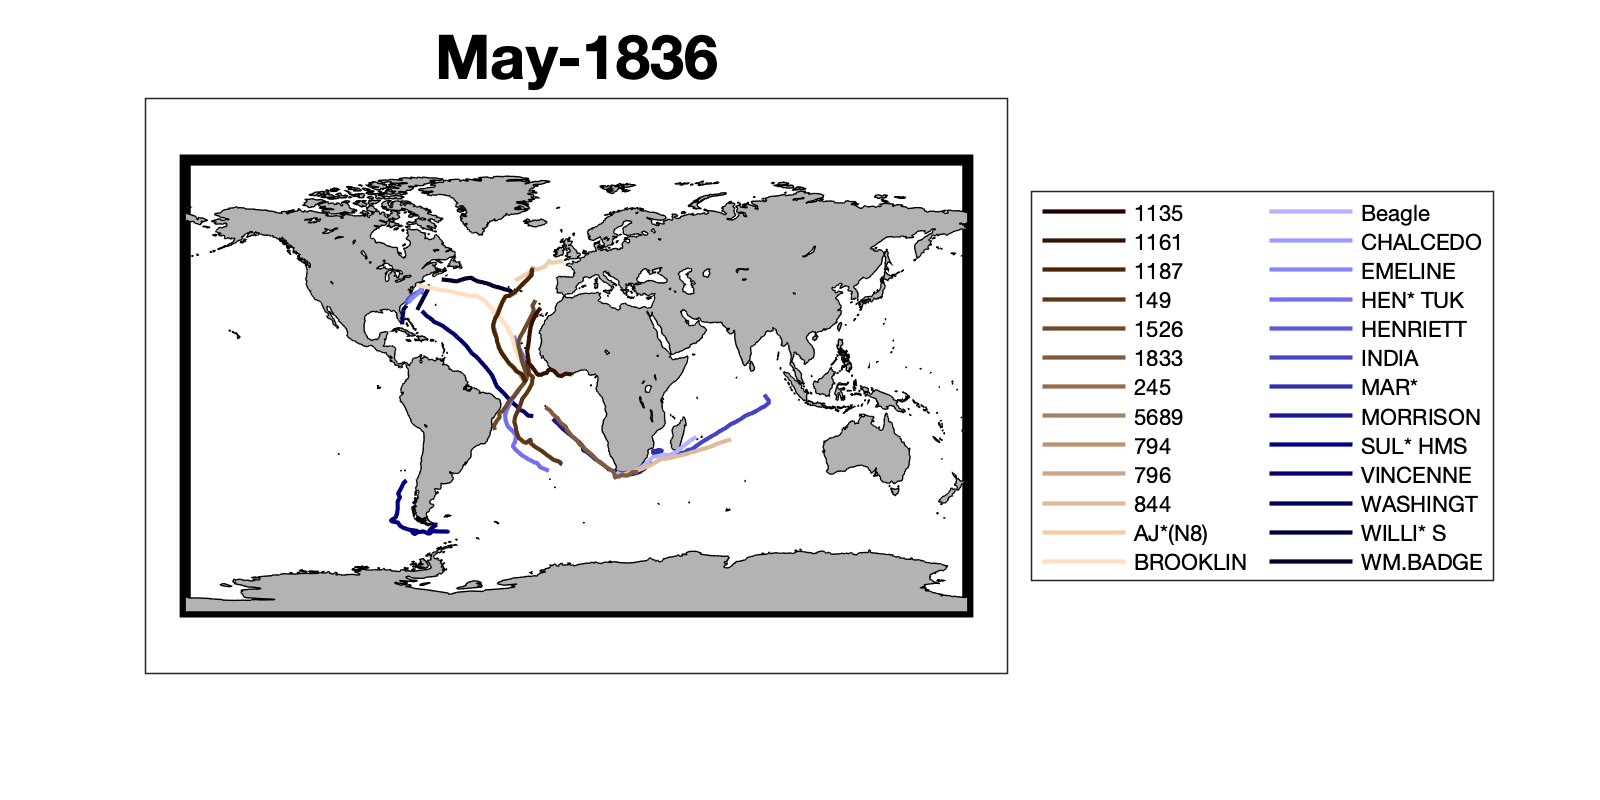 May-1836
1135
1161
1187
149
1526
1833
245
5689
794
796
844
AJ*(N8)
BROOKLIN
Beagle
CHALCEDO
EMELINE
HEN* TUK
HENRIETT
INDIA
MAR*
MORRISON
SUL* HMS
VINCENNE
WASHINGT
WILLI* S
WM.BADGE